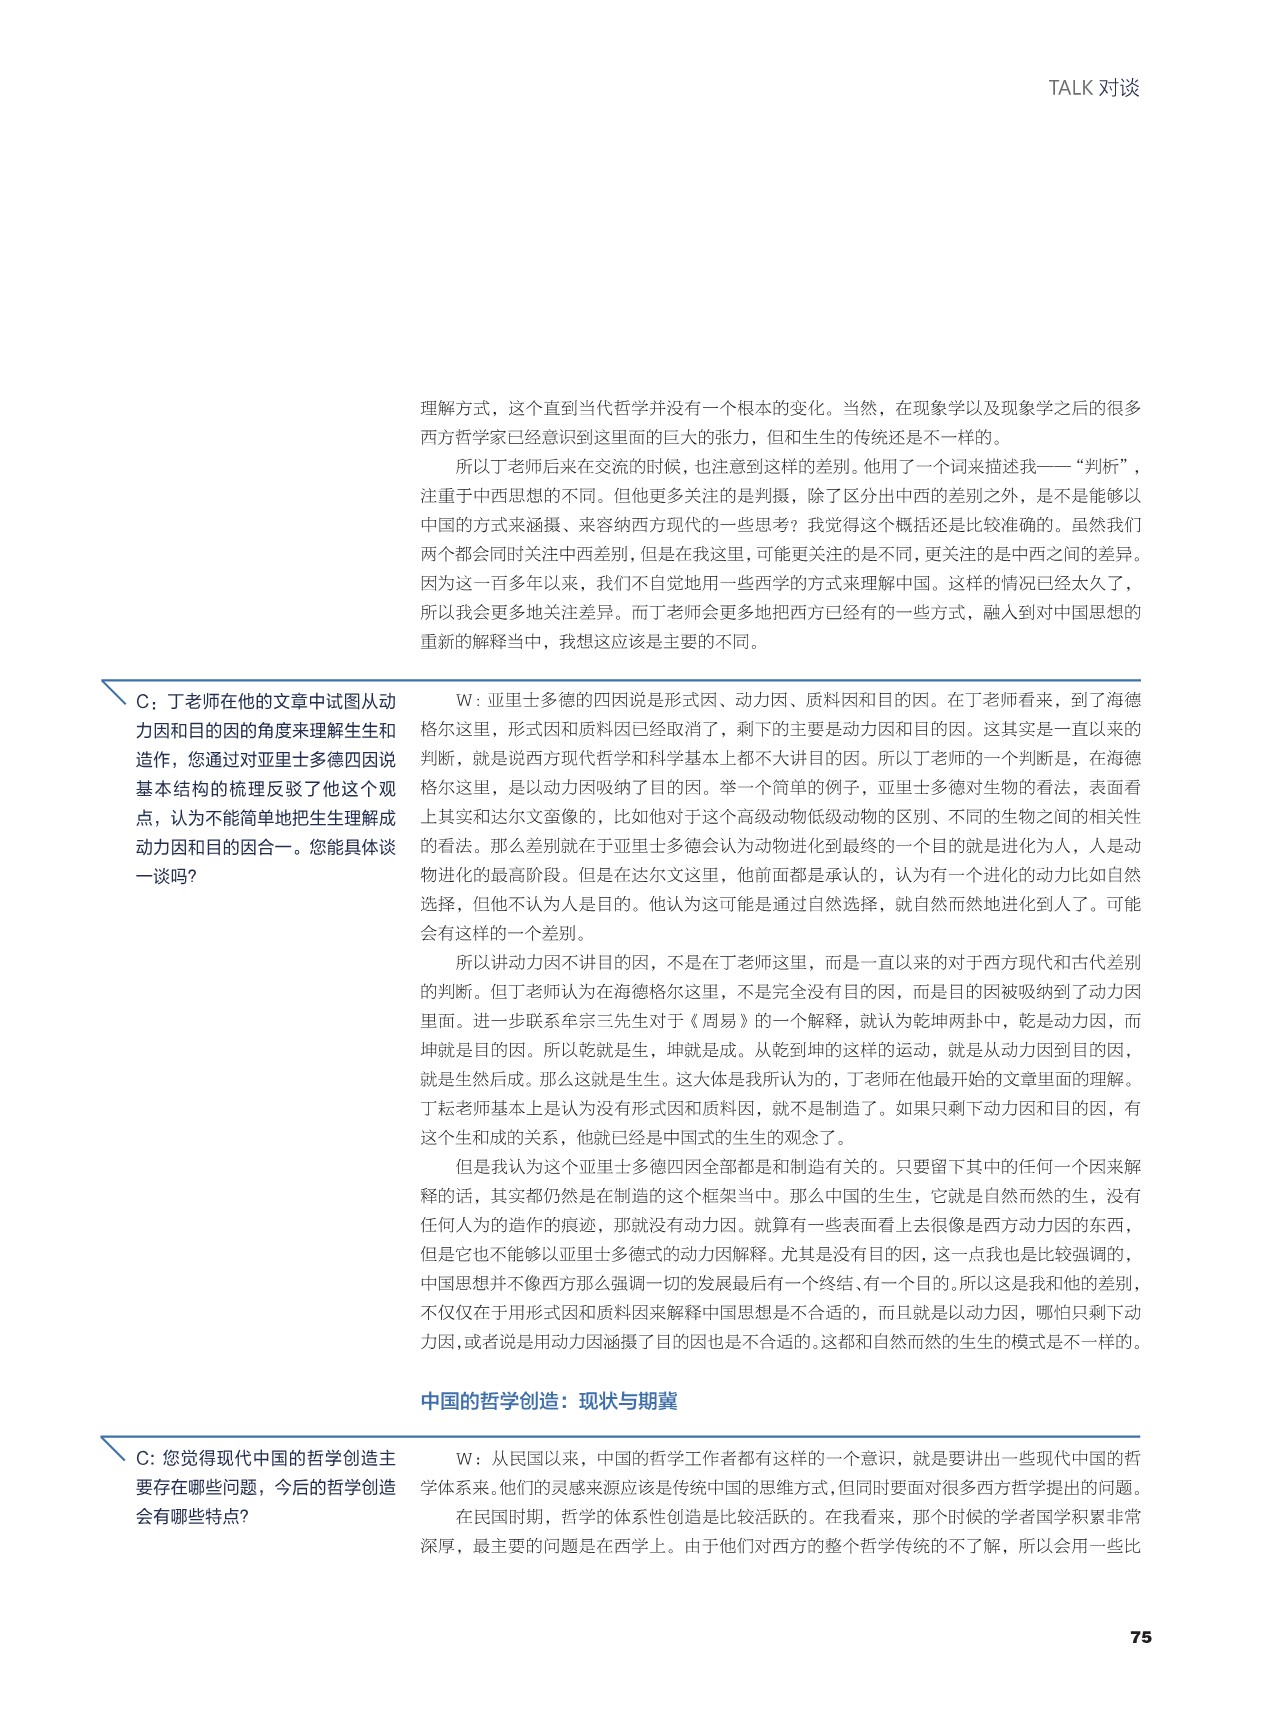 TALK 对谈
理解方式，这个直到当代哲学并没有一个根本的变化。当然，在现象学以及现象学之后的很多
西方哲学家已经意识到这里面的巨大的张力，但和生生的传统还是不一样的。
所以丁老师后来在交流的时候，也注意到这样的差别。他用了一个词来描述我——“判析”，
注重于中西思想的不同。但他更多关注的是判摄，除了区分出中西的差别之外，是不是能够以
中国的方式来涵摄、来容纳西方现代的一些思考？我觉得这个概括还是比较准确的。虽然我们
两个都会同时关注中西差别，但是在我这里，可能更关注的是不同，更关注的是中西之间的差异。
因为这一百多年以来，我们不自觉地用一些西学的方式来理解中国。这样的情况已经太久了，
所以我会更多地关注差异。而丁老师会更多地把西方已经有的一些方式，融入到对中国思想的
重新的解释当中，我想这应该是主要的不同。
C：丁老师在他的文章中试图从动
力因和目的因的角度来理解生生和
造作，您通过对亚里士多德四因说
基本结构的梳理反驳了他这个观
点，认为不能简单地把生生理解成
动力因和目的因合一。您能具体谈
一谈吗？
W：亚里士多德的四因说是形式因、动力因、质料因和目的因。在丁老师看来，到了海德
格尔这里，形式因和质料因已经取消了，剩下的主要是动力因和目的因。这其实是一直以来的
判断，就是说西方现代哲学和科学基本上都不大讲目的因。所以丁老师的一个判断是，在海德
格尔这里，是以动力因吸纳了目的因。举一个简单的例子，亚里士多德对生物的看法，表面看
上其实和达尔文蛮像的，比如他对于这个高级动物低级动物的区别、不同的生物之间的相关性
的看法。那么差别就在于亚里士多德会认为动物进化到最终的一个目的就是进化为人，人是动
物进化的最高阶段。但是在达尔文这里，他前面都是承认的，认为有一个进化的动力比如自然
选择，但他不认为人是目的。他认为这可能是通过自然选择，就自然而然地进化到人了。可能
会有这样的一个差别。
所以讲动力因不讲目的因，不是在丁老师这里，而是一直以来的对于西方现代和古代差别
的判断。但丁老师认为在海德格尔这里，不是完全没有目的因，而是目的因被吸纳到了动力因
里面。进一步联系牟宗三先生对于《周易》的一个解释，就认为乾坤两卦中，乾是动力因，而
坤就是目的因。所以乾就是生，坤就是成。从乾到坤的这样的运动，就是从动力因到目的因，
就是生然后成。那么这就是生生。这大体是我所认为的，丁老师在他最开始的文章里面的理解。
丁耘老师基本上是认为没有形式因和质料因，就不是制造了。如果只剩下动力因和目的因，有
这个生和成的关系，他就已经是中国式的生生的观念了。
但是我认为这个亚里士多德四因全部都是和制造有关的。只要留下其中的任何一个因来解
释的话，其实都仍然是在制造的这个框架当中。那么中国的生生，它就是自然而然的生，没有
任何人为的造作的痕迹，那就没有动力因。就算有一些表面看上去很像是西方动力因的东西，
但是它也不能够以亚里士多德式的动力因解释。尤其是没有目的因，这一点我也是比较强调的，
中国思想并不像西方那么强调一切的发展最后有一个终结、有一个目的。所以这是我和他的差别，
不仅仅在于用形式因和质料因来解释中国思想是不合适的，而且就是以动力因，哪怕只剩下动
力因，或者说是用动力因涵摄了目的因也是不合适的。这都和自然而然的生生的模式是不一样的。
中国的哲学创造：现状与期冀
C：您觉得现代中国的哲学创造主
要存在哪些问题，今后的哲学创造
会有哪些特点？
W：从民国以来，中国的哲学工作者都有这样的一个意识，就是要讲出一些现代中国的哲
学体系来。他们的灵感来源应该是传统中国的思维方式，但同时要面对很多西方哲学提出的问题。
在民国时期，哲学的体系性创造是比较活跃的。在我看来，那个时候的学者国学积累非常
深厚，最主要的问题是在西学上。由于他们对西方的整个哲学传统的不了解，所以会用一些比
75